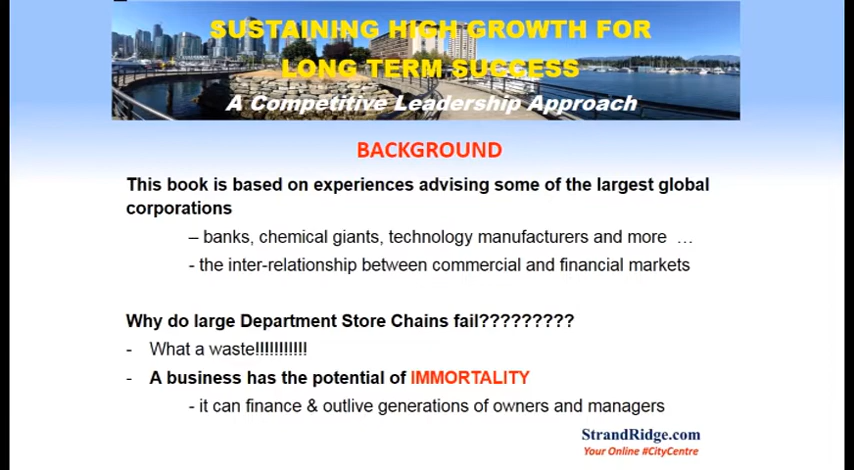 SUSTAINING HIGH GROWTH FOR
LONG TERM SUCCESS
A Competitive Leadership Approach
BACKGROUND
This book is based on experiences advising some of the largest global
corporations
– banks, chemical giants, technology manufacturers and more …
- the inter-relationship between commercial and financial markets
Why do large Department Store Chains fail?????????
- What a waste!!!!!!!!!!!
- A business has the potential of IMMORTALITY
- it can finance & outlive generations of owners and managers
StrandRidge.com
Your Online #CityCentre